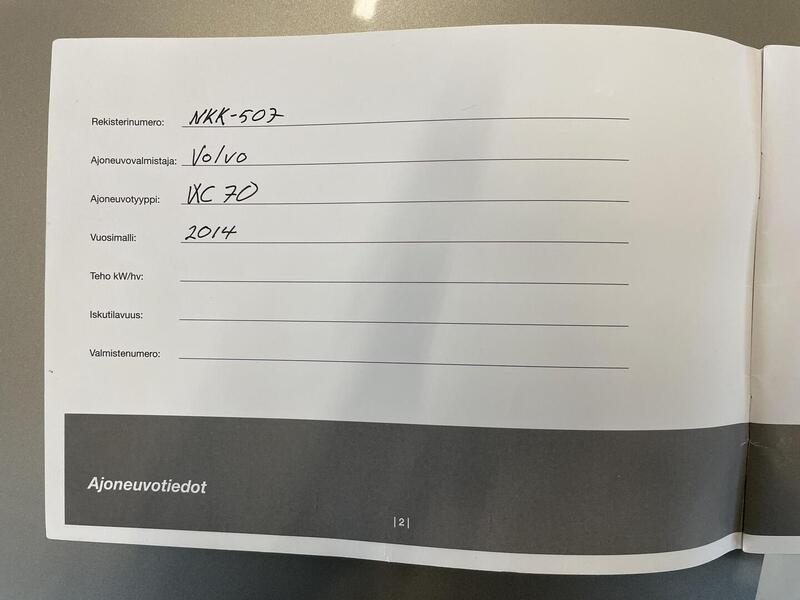 Rekisterinumero: NKK-507
Ajoneuvovalmistaja: Volvo
Ajoneuvotyyppi: XC 70
Vuosimalli: 2014
Teho kW/hv:
Iskutilavuus:
Valmistenumero:
Ajoneuvotiedot
| 2 |